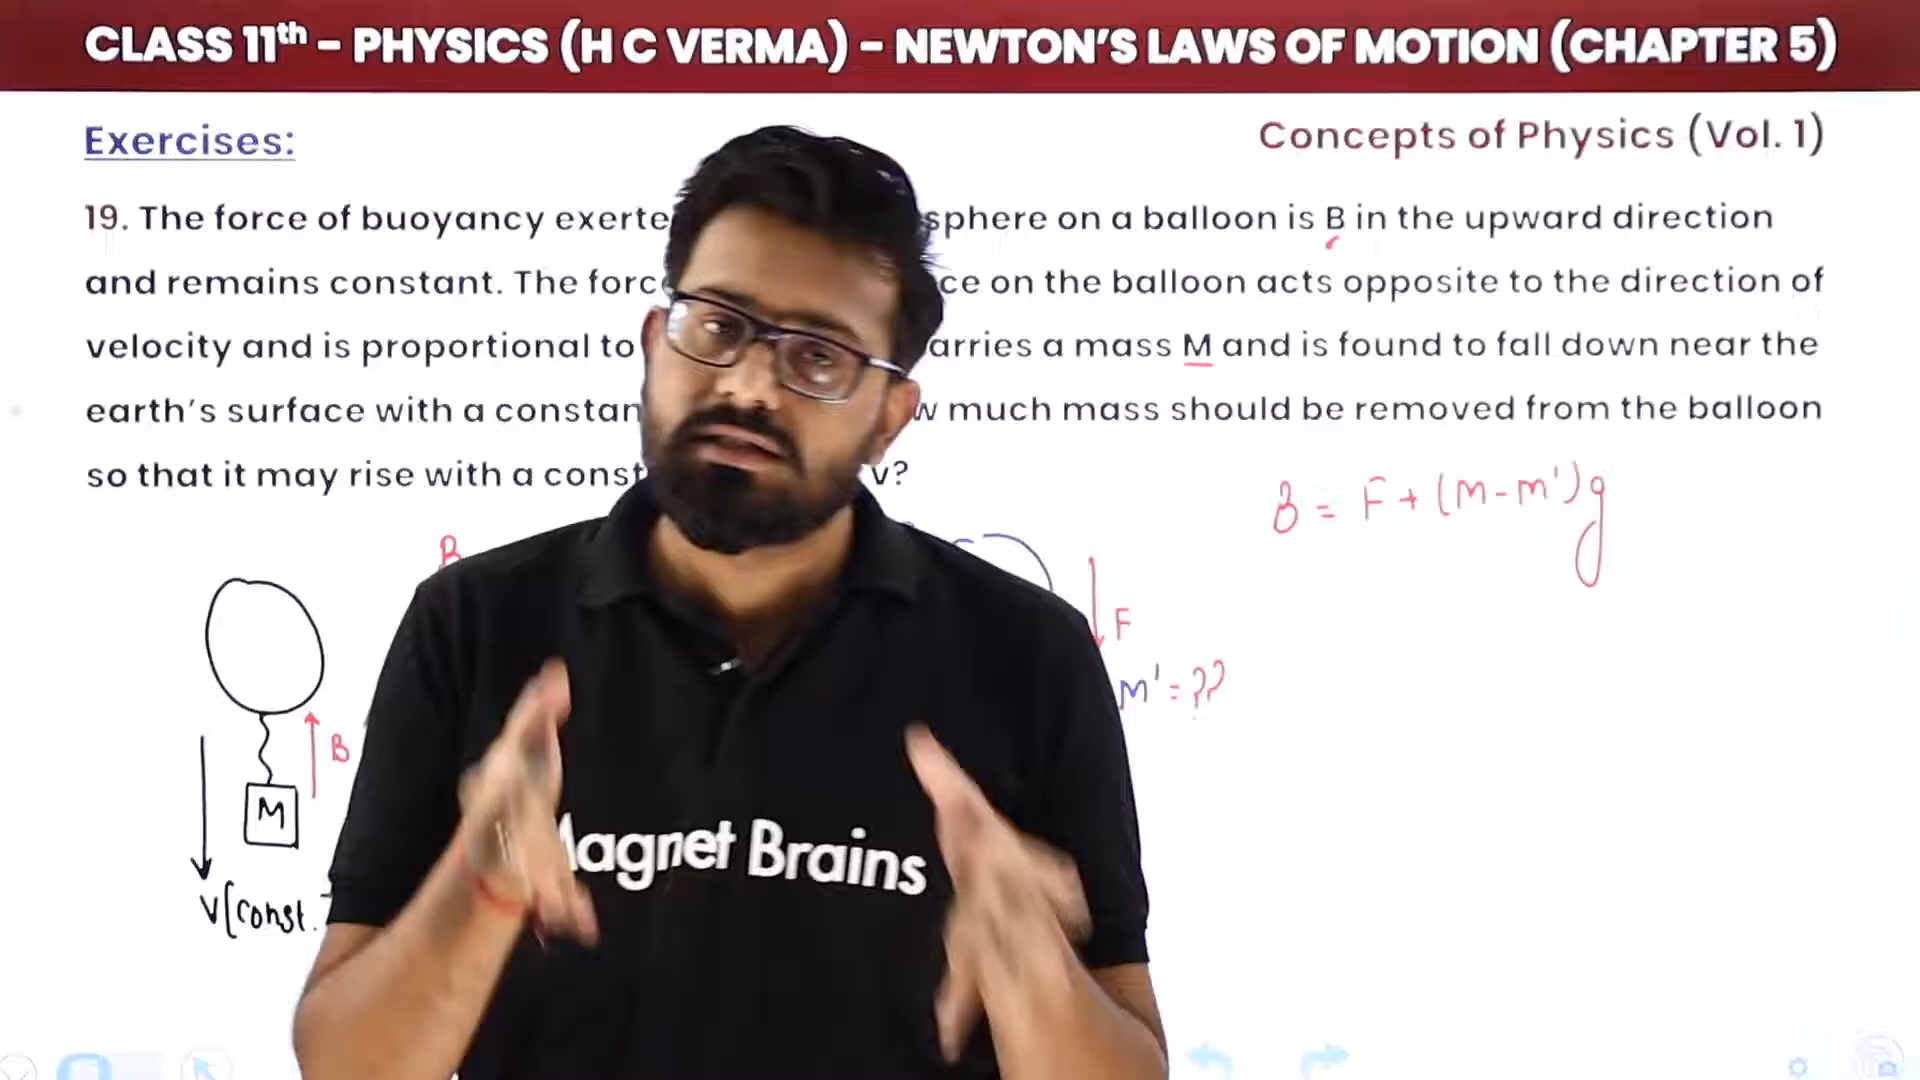 CLASS 11th – PHYSICS (H C VERMA) – NEWTON'S LAWS OF MOTION (CHAPTER 5)
Exercises:
Concepts of Physics (Vol. 1)
19. The force of buoyancy exerte sphere on a balloon is B in the upward direction
and remains constant. The forc ce on the balloon acts opposite to the direction of
velocity and is proportional to arries a mass M and is found to fall down near the
earth's surface with a constan w much mass should be removed from the balloon
so that it may rise with a const v?
B = F + (M - M')g
B
F
M' = ??
B
M
V(const.
Magnet Brains